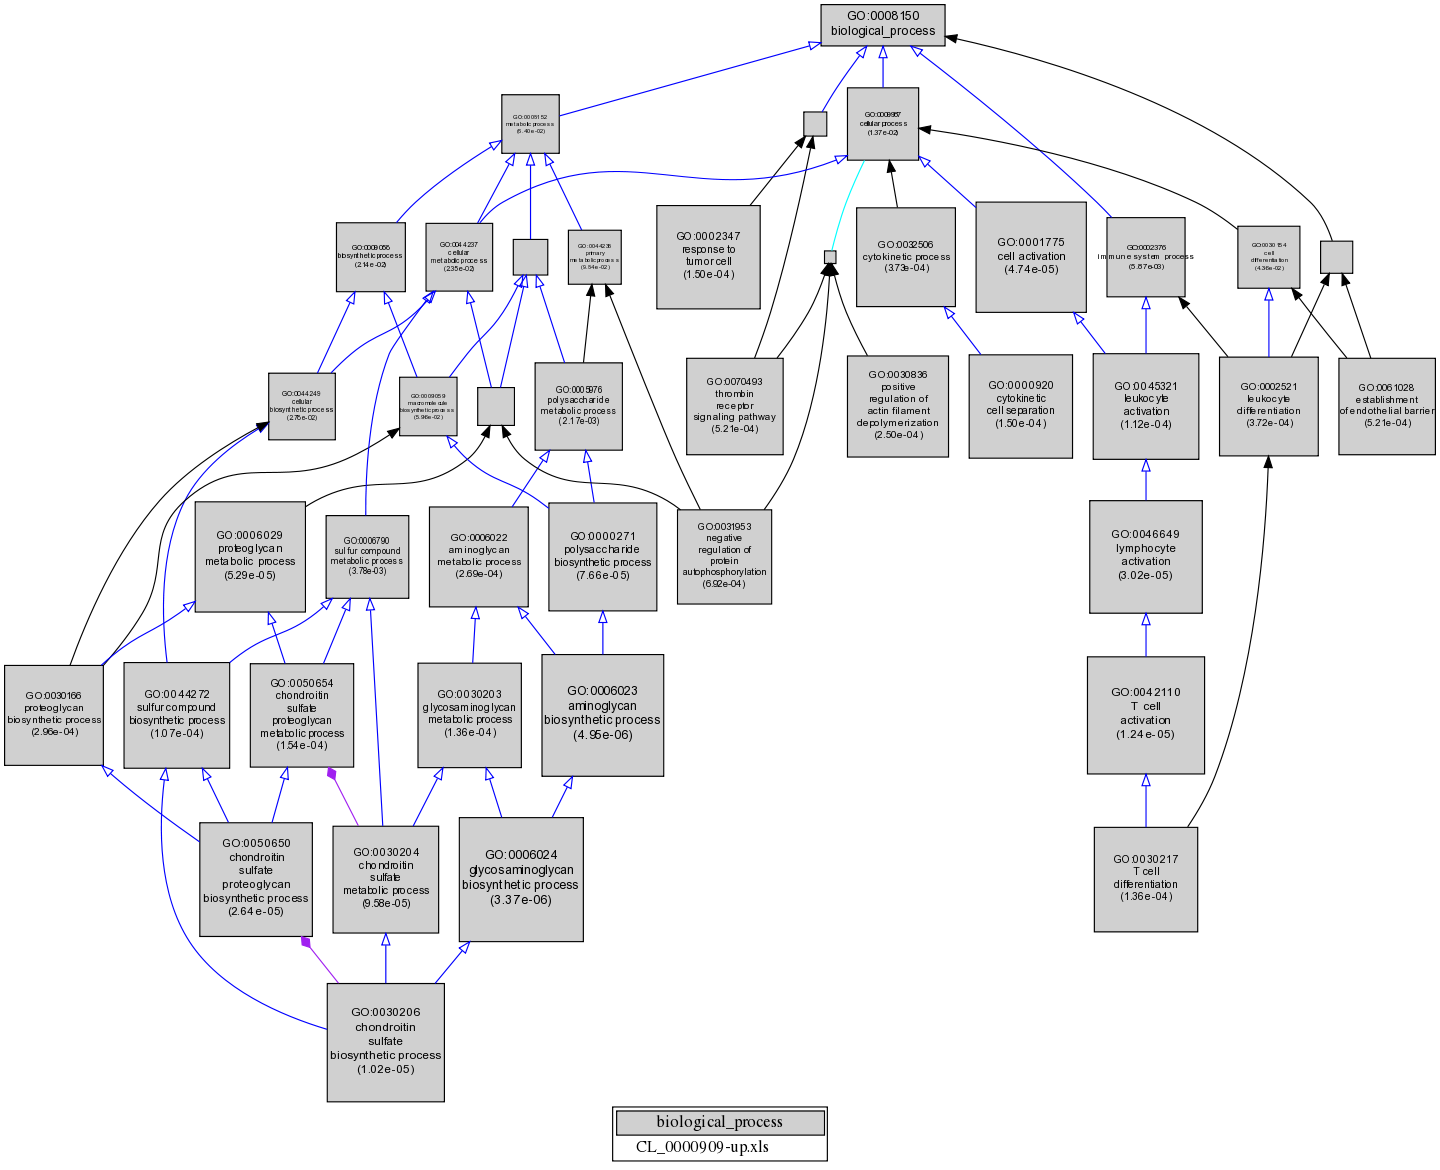 GO:0008150
biological_process
GO:0008152
metabolic process
(6.40e-02)
GO:0009987
cellular process
(1.37e-02)
GO:0009058
biosynthetic process
(2.14e-02)
GO:0044237
cellular
metabolic process
(2.35e-02)
GO:0044238
primary
metabolic process
(9.84e-02)
GO:0002347
response to
tumor cell
(1.50e-04)
GO:0032506
cytokinetic process
(3.73e-04)
GO:0001775
cell activation
(4.74e-05)
GO:0002376
immune system process
(5.67e-03)
GO:0030154
cell
differentiation
(4.36e-02)
GO:0044249
cellular
biosynthetic process
(2.76e-02)
GO:0009059
macromolecule
biosynthetic process
(5.96e-02)
GO:0005976
polysaccharide
metabolic process
(2.17e-03)
GO:0070493
thrombin
receptor
signaling pathway
(5.21e-04)
GO:0030836
positive
regulation of
actin filament
depolymerization
(2.50e-04)
GO:0000920
cytokinetic
cell separation
(1.50e-04)
GO:0045321
leukocyte
activation
(1.12e-04)
GO:0002521
leukocyte
differentiation
(3.72e-04)
GO:0061028
establishment
of endothelial barrier
(5.21e-04)
GO:0006029
proteoglycan
metabolic process
(5.29e-05)
GO:0006790
sulfur compound
metabolic process
(3.78e-03)
GO:0006022
aminoglycan
metabolic process
(2.69e-04)
GO:0000271
polysaccharide
biosynthetic process
(7.66e-05)
GO:0031953
negative
regulation of
protein
autophosphorylation
(6.92e-04)
GO:0046649
lymphocyte
activation
(3.02e-05)
GO:0030166
proteoglycan
biosynthetic process
(2.96e-04)
GO:0044272
sulfur compound
biosynthetic process
(1.07e-04)
GO:0050654
chondroitin
sulfate
proteoglycan
metabolic process
(1.54e-04)
GO:0030203
glycosaminoglycan
metabolic process
(1.36e-04)
GO:0006023
aminoglycan
biosynthetic process
(4.95e-06)
GO:0042110
T cell
activation
(1.24e-05)
GO:0050650
chondroitin
sulfate
proteoglycan
biosynthetic process
(2.64e-05)
GO:0030204
chondroitin
sulfate
metabolic process
(9.58e-05)
GO:0006024
glycosaminoglycan
biosynthetic process
(3.37e-06)
GO:0030217
T cell
differentiation
(1.36e-04)
GO:0030206
chondroitin
sulfate
biosynthetic process
(1.02e-05)
biological_process
CL_0000909-up.xls